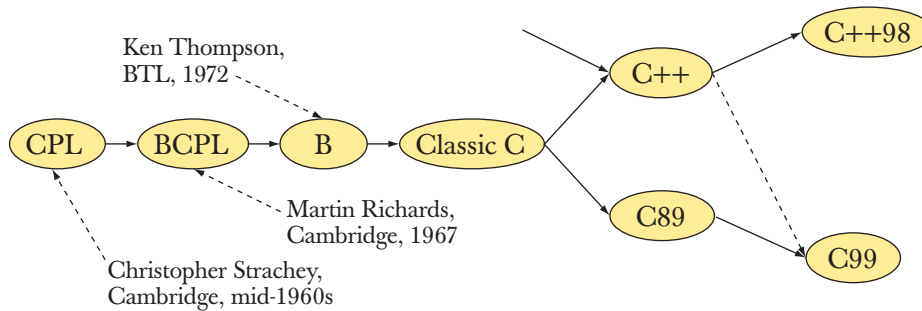 Ken Thompson,
BTL, 1972
C++98
C++
CPL
BCPL
B
Classic C
Martin Richards,
Cambridge, 1967
C89
C99
Christopher Strachey,
Cambridge, mid-1960s